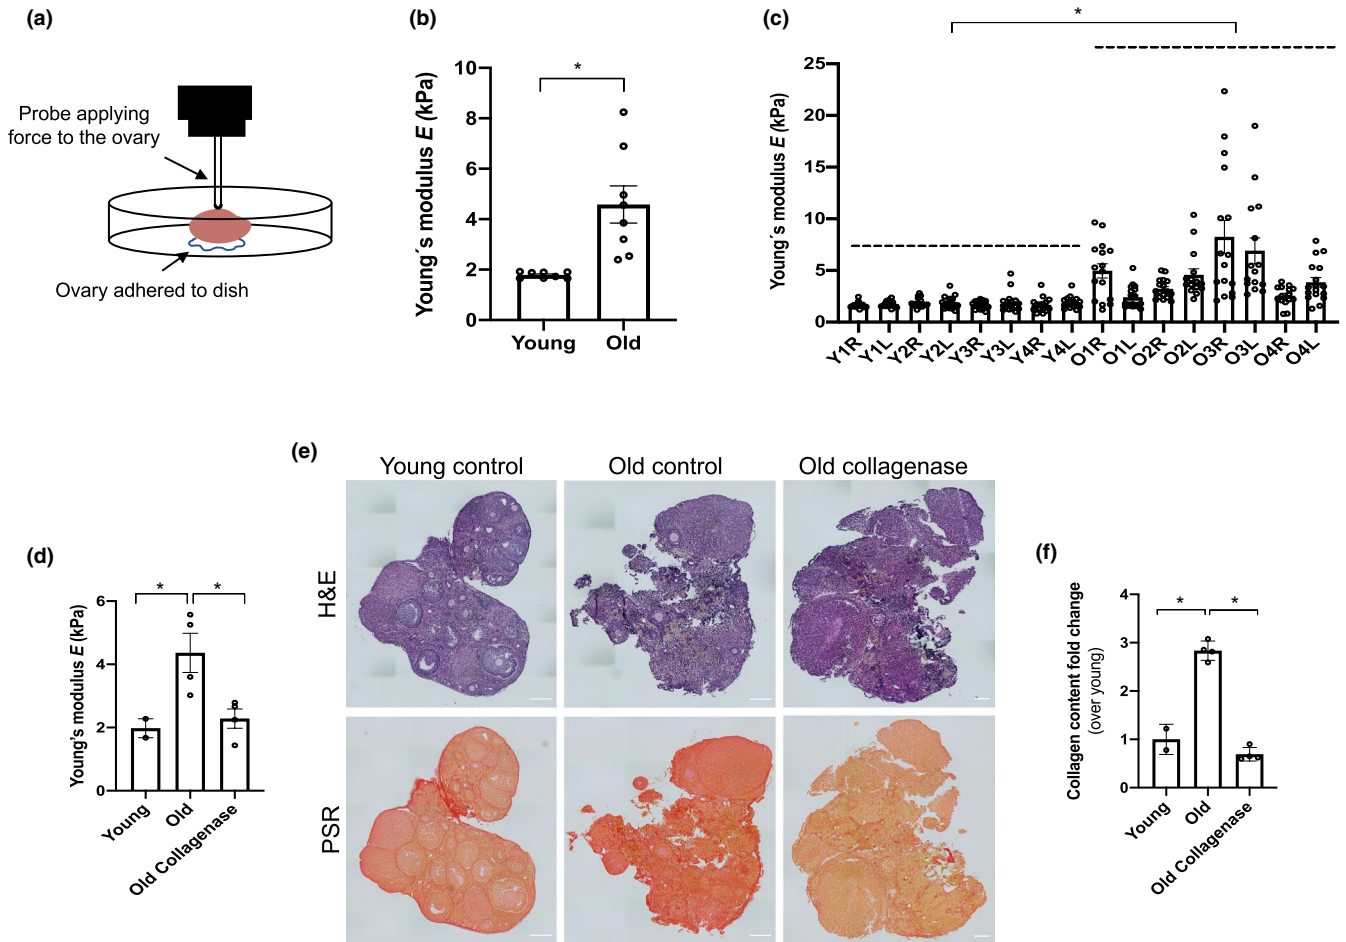 (a)
Probe applying
force to the ovary
Ovary adhered to dish
(b)
Young´s modulus E (kPa)
10
8
6
4
2
0
*
Young
Old
(c)
*
Young´s modulus E (kPa)
25
20
15
10
5
0
Y1R
Y1L
Y2R
Y2L
Y3R
Y3L
Y4R
Y4L
O1R
O1L
O2R
O2L
O3R
O3L
O4R
O4L
(d)
Young's modulus E (kPa)
6
4
2
0
*
*
Young
Old
Old Collagenase
(e)
Young control
Old control
Old collagenase
H&E
PSR
(f)
Collagen content fold change
(over young)
4
3
2
1
0
*
*
Young
Old
Old Collagenase